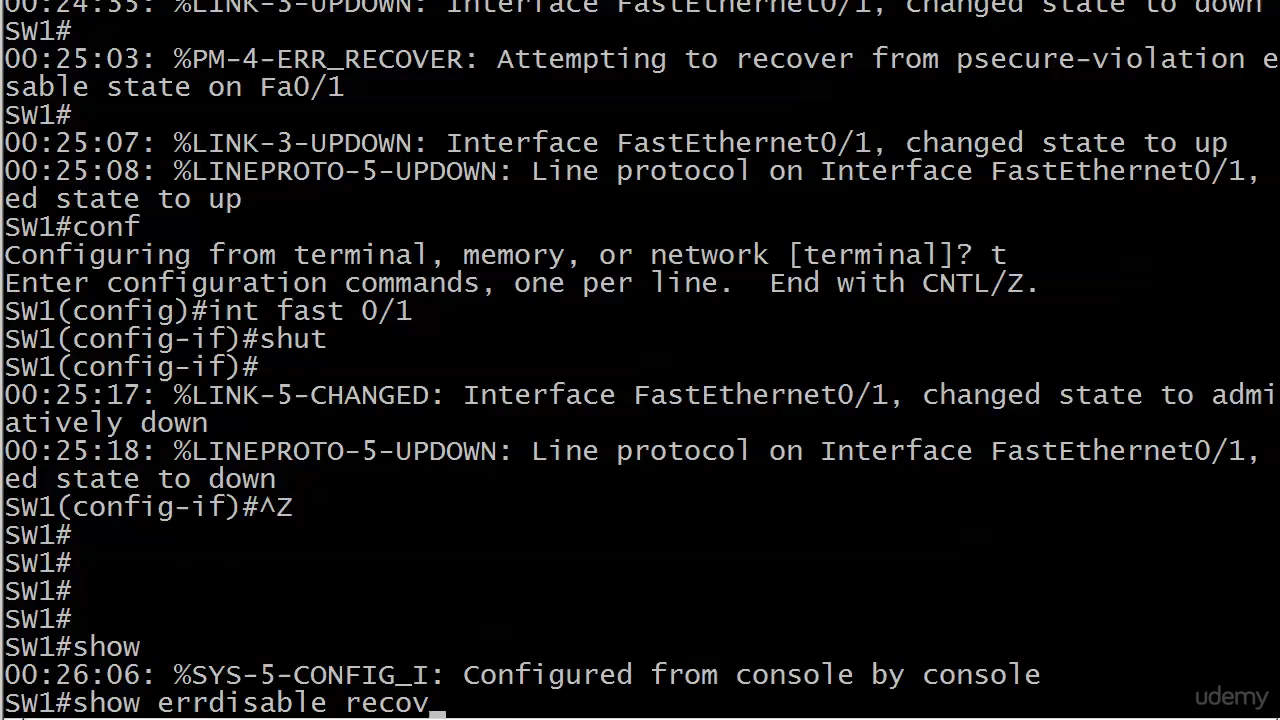 00:24:35: %LINK-3-UPDOWN: Interface FastEthernet0/1, changed state to down
SW1#
00:25:03: %PM-4-ERR_RECOVER: Attempting to recover from psecure-violation e
sable state on Fa0/1
SW1#
00:25:07: %LINK-3-UPDOWN: Interface FastEthernet0/1, changed state to up
00:25:08: %LINEPROTO-5-UPDOWN: Line protocol on Interface FastEthernet0/1,
ed state to up
SW1#conf
Configuring from terminal, memory, or network [terminal]? t
Enter configuration commands, one per line.  End with CNTL/Z.
SW1(config)#int fast 0/1
SW1(config-if)#shut
SW1(config-if)#
00:25:17: %LINK-5-CHANGED: Interface FastEthernet0/1, changed state to admi
atively down
00:25:18: %LINEPROTO-5-UPDOWN: Line protocol on Interface FastEthernet0/1,
ed state to down
SW1(config-if)#^Z
SW1#
SW1#
SW1#
SW1#
SW1#show
00:26:06: %SYS-5-CONFIG_I: Configured from console by console
SW1#show errdisable recov_
udemy